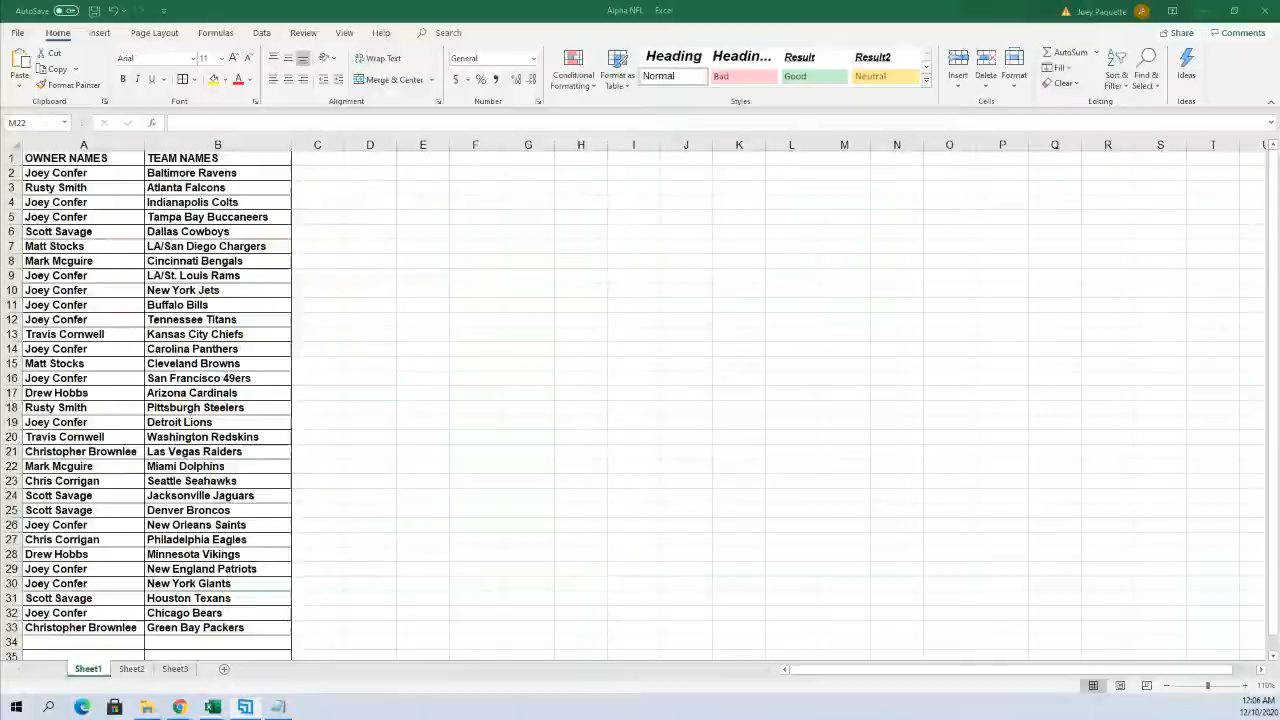 AutoSave Off
Alpha NFL - Excel
Joey Paquette
File Home Insert Page Layout Formulas Data Review View Help Search
Share Comments
Paste
Cut
Copy
Format Painter
Clipboard
Arial 11
B I U
Font
Wrap Text
Merge & Center
Alignment
General
$ % ,
Number
Conditional Formatting
Format as Table
Heading Headin... Result Result2
Normal Bad Good Neutral
Styles
Insert Delete Format
Cells
AutoSum
Fill
Clear
Sort & Filter
Find & Select
Editing
Ideas
Ideas
M22 fx
A B C D E F G H I J K L M N O P Q R S T U
1 OWNER NAMES TEAM NAMES
2 Joey Confer Baltimore Ravens
3 Rusty Smith Atlanta Falcons
4 Joey Confer Indianapolis Colts
5 Joey Confer Tampa Bay Buccaneers
6 Scott Savage Dallas Cowboys
7 Matt Stocks LA/San Diego Chargers
8 Mark Mcguire Cincinnati Bengals
9 Joey Confer LA/St. Louis Rams
10 Joey Confer New York Jets
11 Joey Confer Buffalo Bills
12 Joey Confer Tennessee Titans
13 Travis Cornwell Kansas City Chiefs
14 Joey Confer Carolina Panthers
15 Matt Stocks Cleveland Browns
16 Joey Confer San Francisco 49ers
17 Drew Hobbs Arizona Cardinals
18 Rusty Smith Pittsburgh Steelers
19 Joey Confer Detroit Lions
20 Travis Cornwell Washington Redskins
21 Christopher Brownlee Las Vegas Raiders
22 Mark Mcguire Miami Dolphins
23 Chris Corrigan Seattle Seahawks
24 Scott Savage Jacksonville Jaguars
25 Scott Savage Denver Broncos
26 Joey Confer New Orleans Saints
27 Chris Corrigan Philadelphia Eagles
28 Drew Hobbs Minnesota Vikings
29 Joey Confer New England Patriots
30 Joey Confer New York Giants
31 Scott Savage Houston Texans
32 Joey Confer Chicago Bears
33 Christopher Brownlee Green Bay Packers
34
35
Sheet1 Sheet2 Sheet3
110%
12:06 AM
12/10/2020